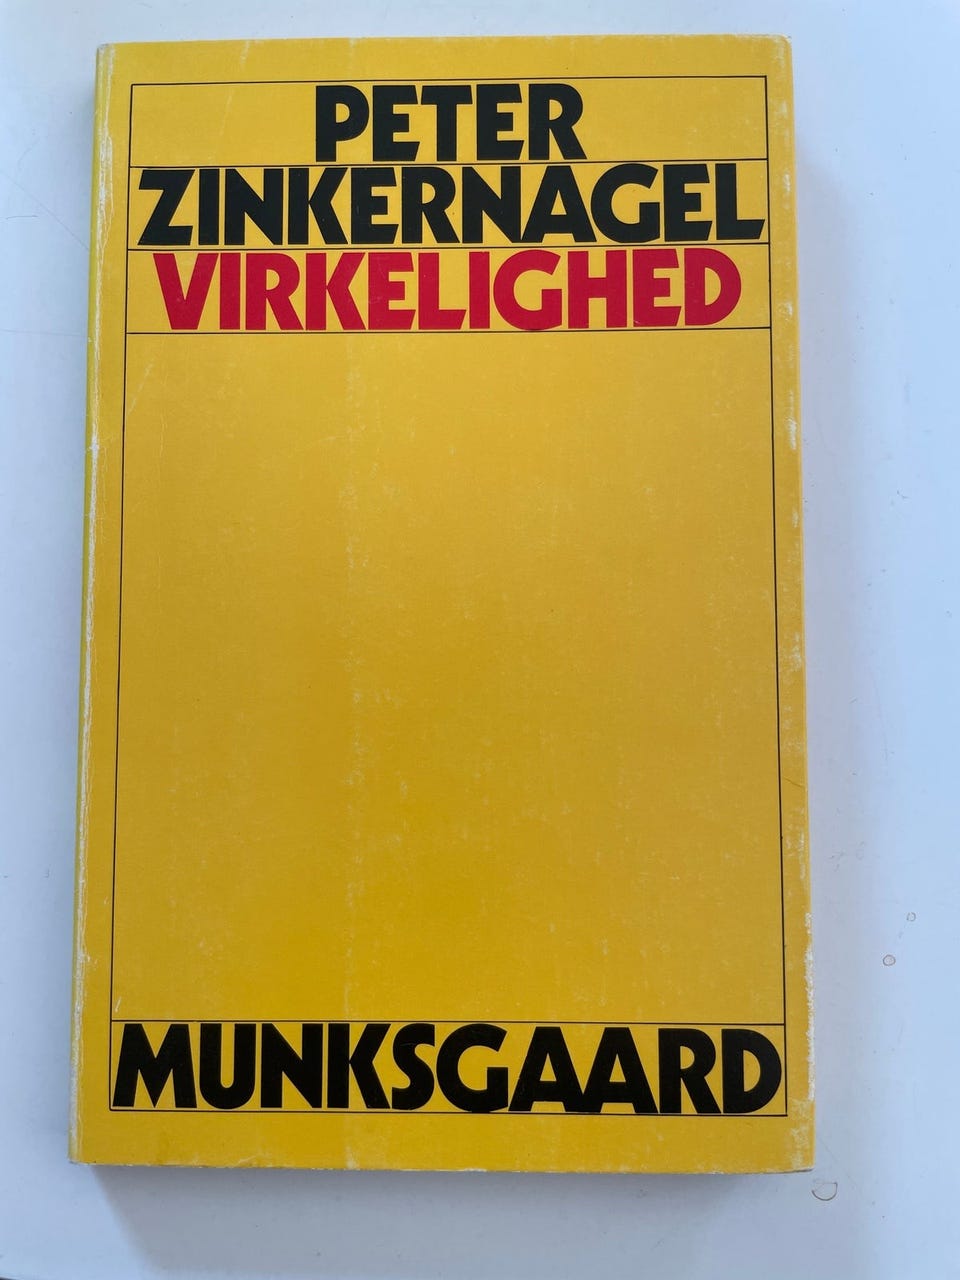 PETER
ZINKERNAGEL
VIRKELIGHED
MUNKSGAARD